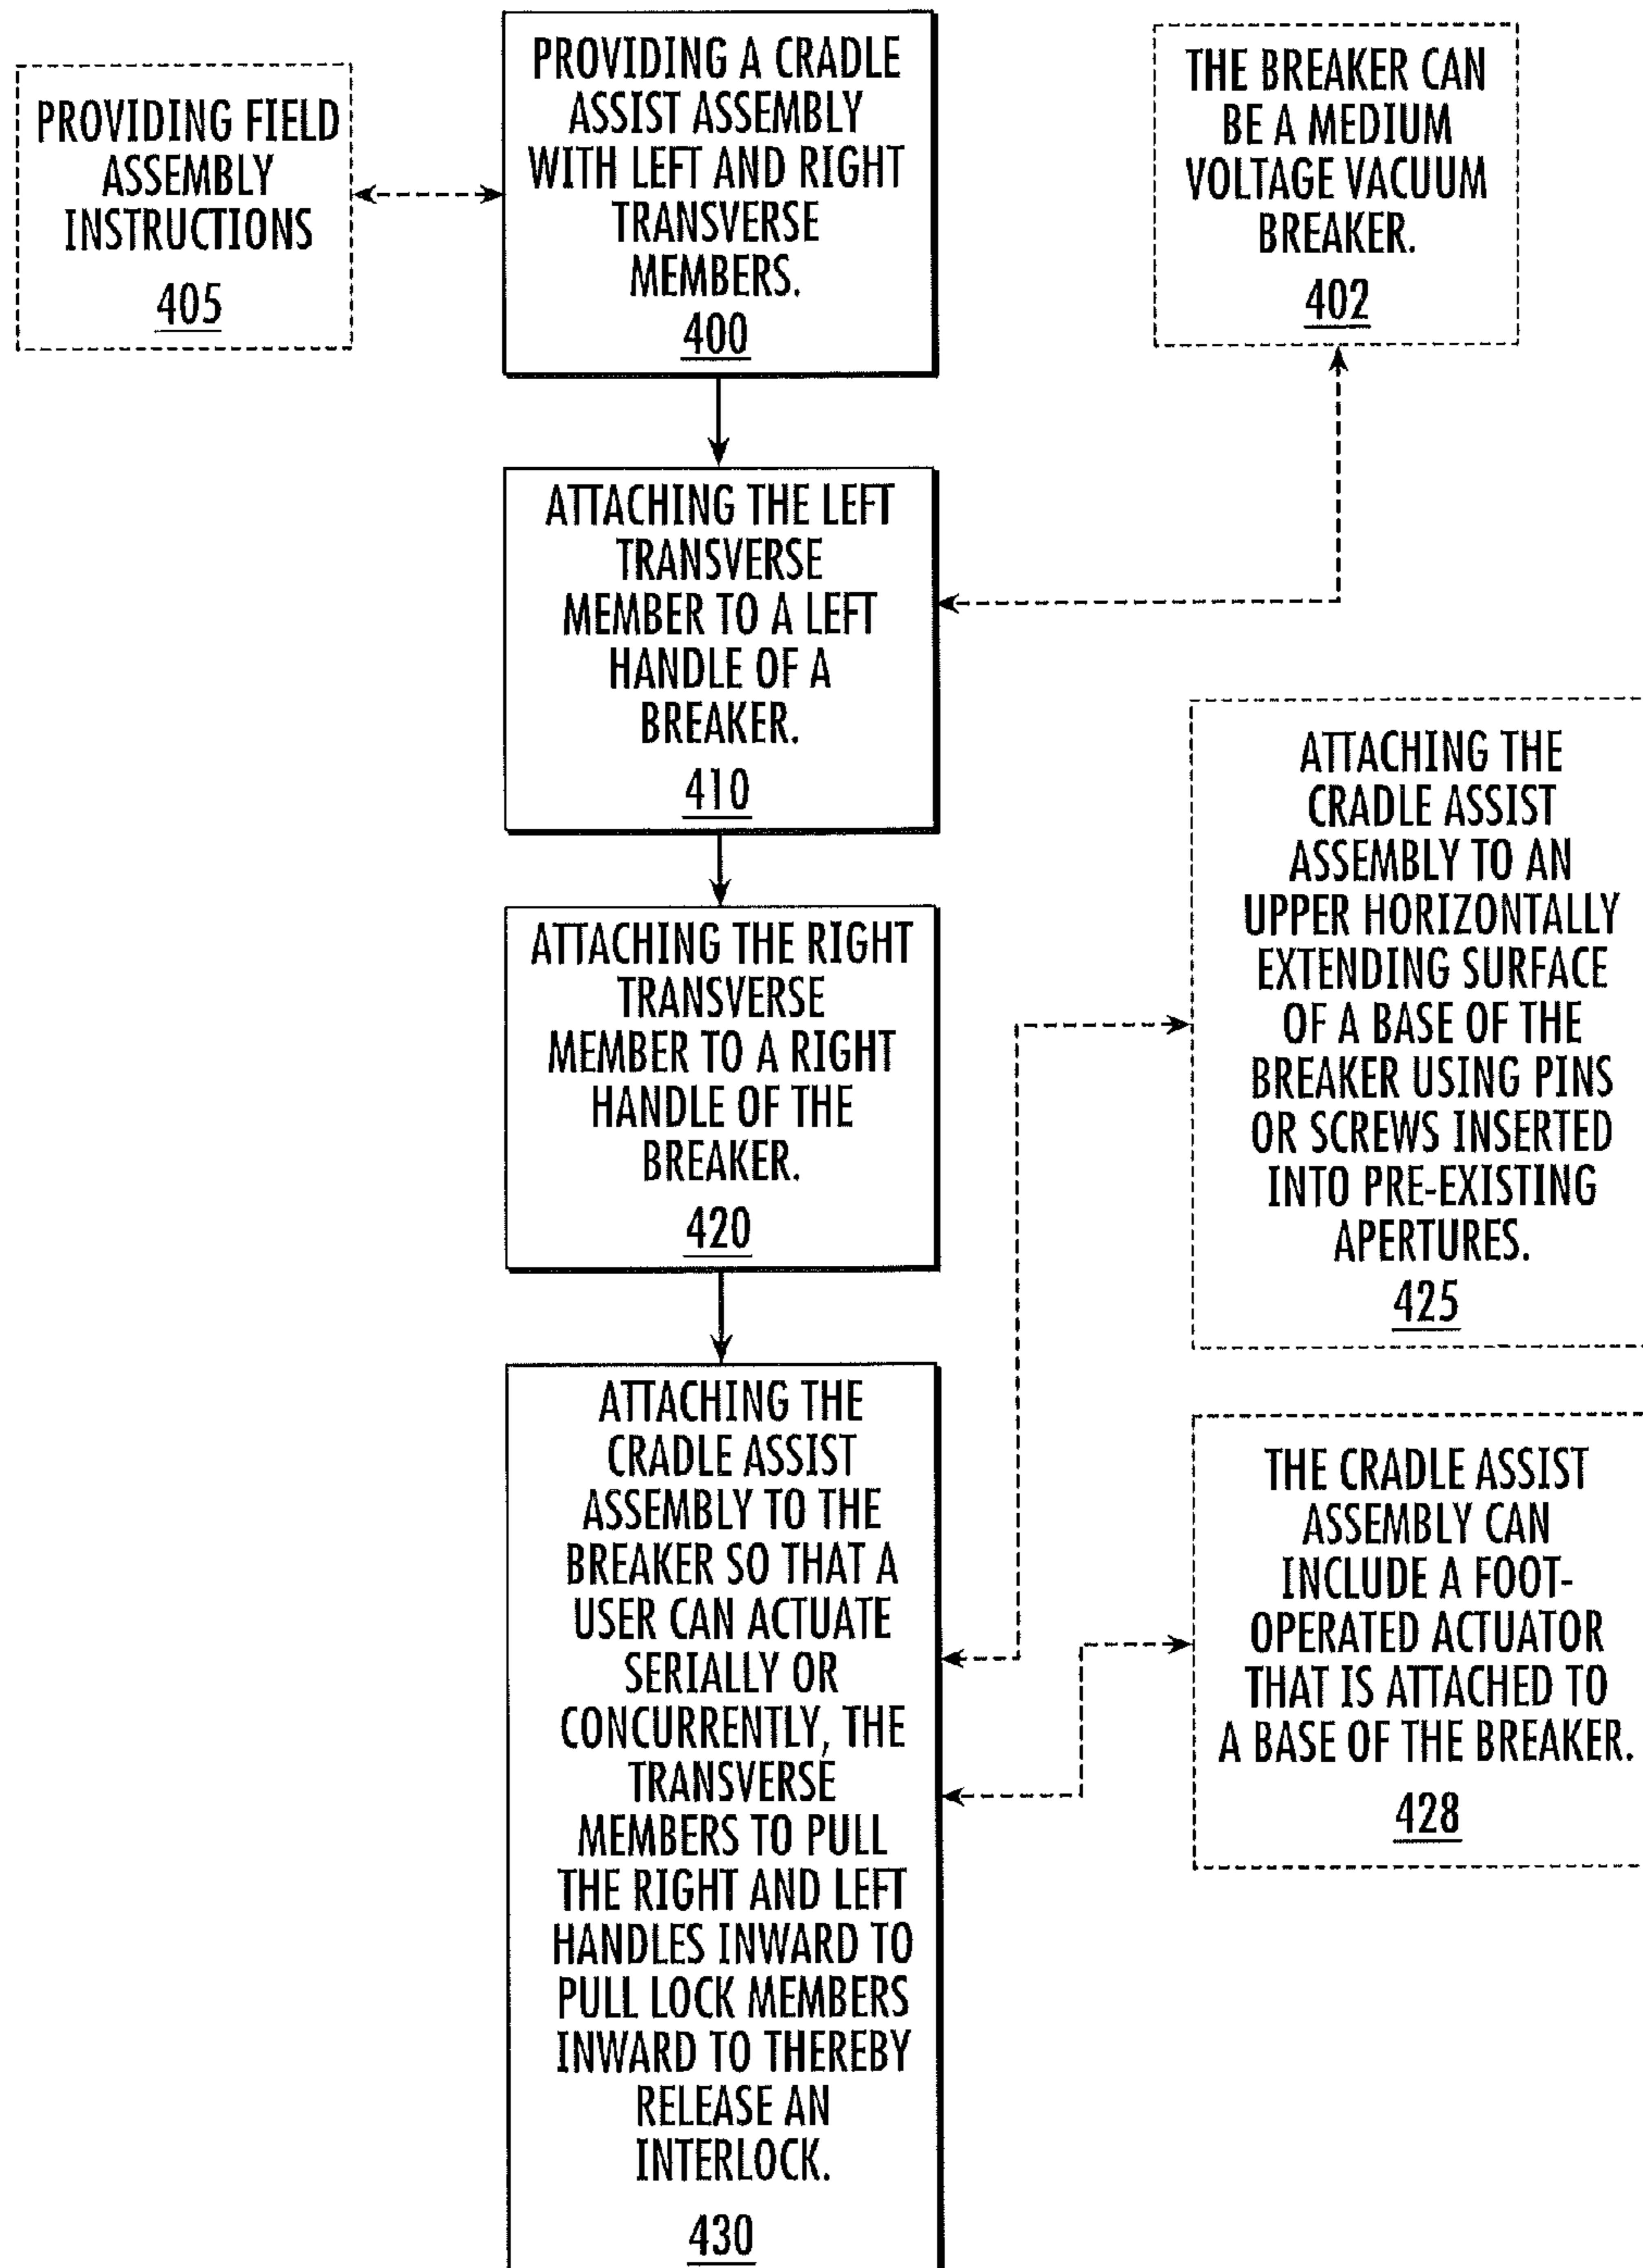 PROVIDING FIELD
ASSEMBLY
INSTRUCTIONS
405
PROVIDING A CRADLE
ASSIST ASSEMBLY
WITH LEFT AND RIGHT
TRANSVERSE
MEMBERS.
400
THE BREAKER CAN
BE A MEDIUM
VOLTAGE VACUUM
BREAKER.
402
ATTACHING THE LEFT
TRANSVERSE
MEMBER TO A LEFT
HANDLE OF A
BREAKER.
410
ATTACHING THE RIGHT
TRANSVERSE
MEMBER TO A RIGHT
HANDLE OF THE
BREAKER.
420
ATTACHING THE
CRADLE ASSIST
ASSEMBLY TO AN
UPPER HORIZONTALLY
EXTENDING SURFACE
OF A BASE OF THE
BREAKER USING PINS
OR SCREWS INSERTED
INTO PRE-EXISTING
APERTURES.
425
ATTACHING THE
CRADLE ASSIST
ASSEMBLY TO THE
BREAKER SO THAT A
USER CAN ACTUATE
SERIALLY OR
CONCURRENTLY, THE
TRANSVERSE
MEMBERS TO PULL
THE RIGHT AND LEFT
HANDLES INWARD TO
PULL LOCK MEMBERS
INWARD TO THEREBY
RELEASE AN
INTERLOCK.
430
THE CRADLE ASSIST
ASSEMBLY CAN
INCLUDE A FOOT-
OPERATED ACTUATOR
THAT IS ATTACHED TO
A BASE OF THE BREAKER.
428